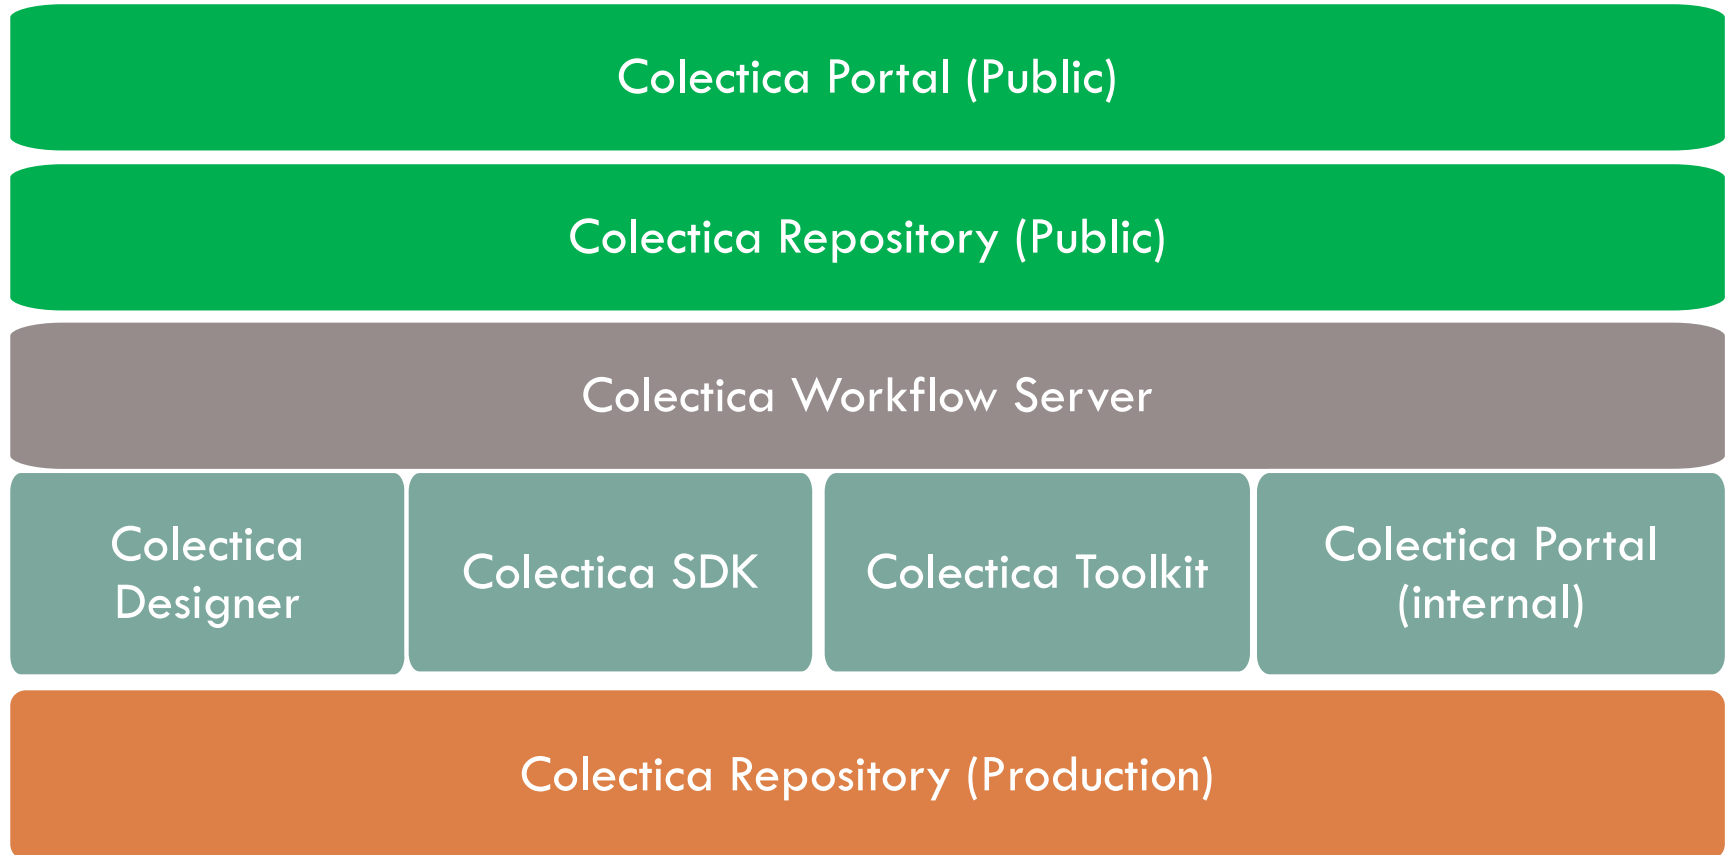 Colectica Portal (Public)
Colectica Repository (Public)
Colectica Workflow Server
Colectica
Designer
Colectica SDK
Colectica Toolkit
Colectica Portal
(internal)
Colectica Repository (Production)